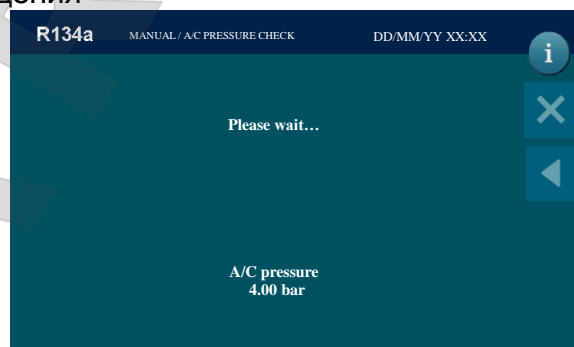 R134a MANUAL / A/C PRESSURE CHECK DD/MM/YY XX:XX
i
Please wait…
A/C pressure
4.00 bar